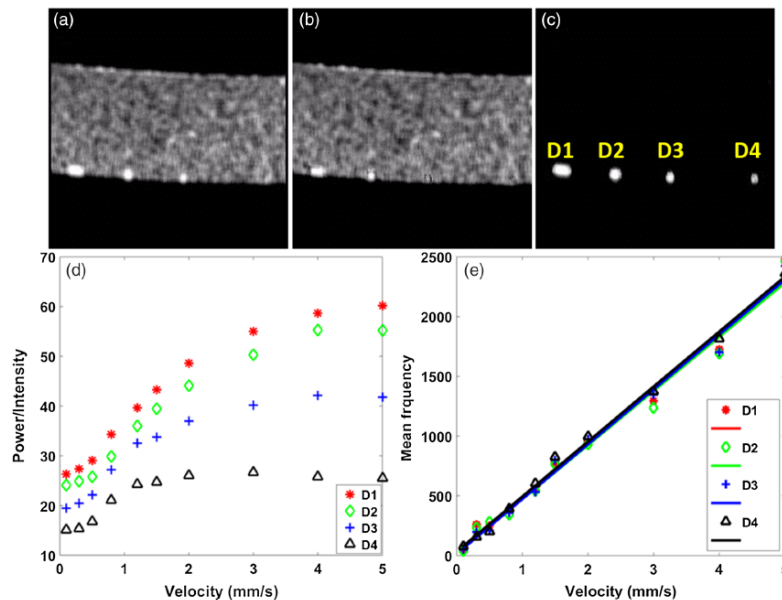 (a)
(b)
(c)
D1 D2 D3 D4
(d)
70
60
50
40
30
20
10
0 1 2 3 4 5
Power/Intensity
Velocity (mm/s)
D1
D2
D3
D4
(e)
2500
2000
1500
1000
500
0
0 1 2 3 4 5
Mean frquency
Velocity (mm/s)
D1
D2
D3
D4